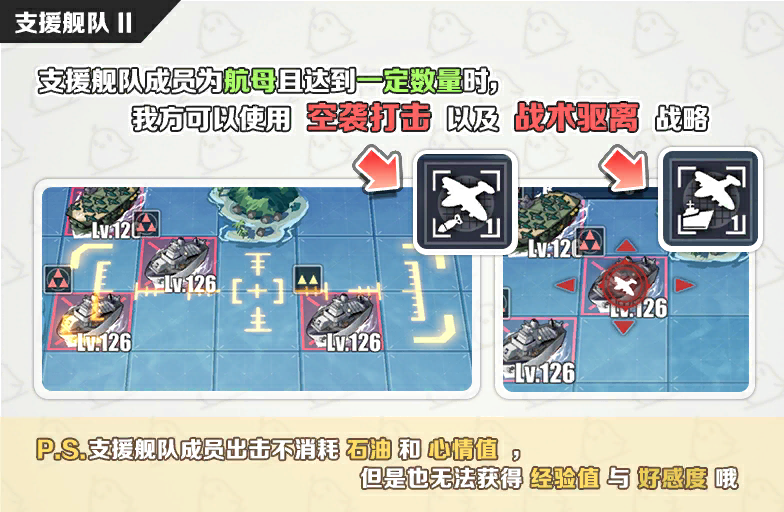 支援舰队 II
支援舰队成员为航母且达到一定数量时,
我方可以使用 空袭打击 以及 战术驱离 战略
1
1
Lv.120
Lv.126
Lv.126
Lv.126
Lv.120
Lv.126
Lv.126
P.S.支援舰队成员出击不消耗 石油 和 心情值 ,
但是也无法获得 经验值 与 好感度 哦